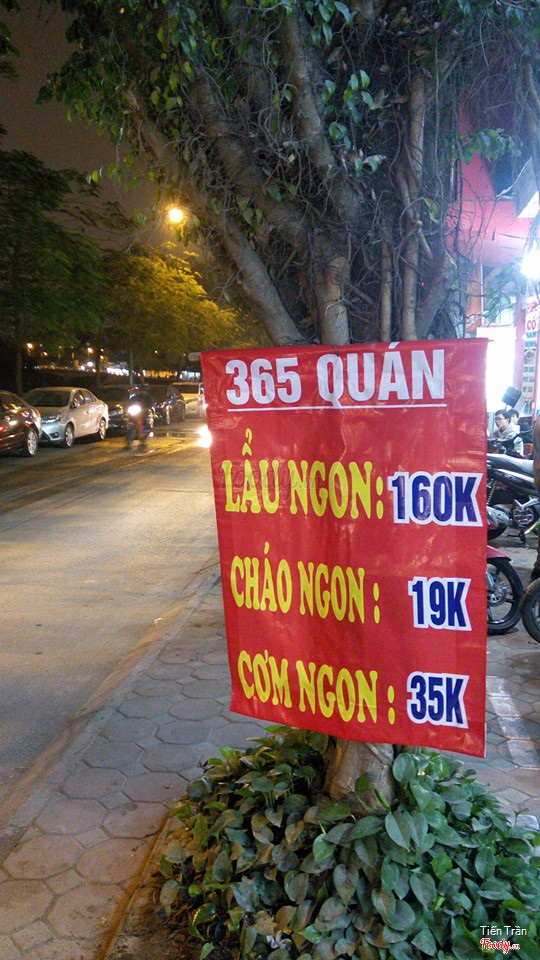 365 QUÁN
LẨU NGON: 160K
CHÁO NGON: 19K
CƠM NGON: 35K
Tiến Trần
Foody.vn